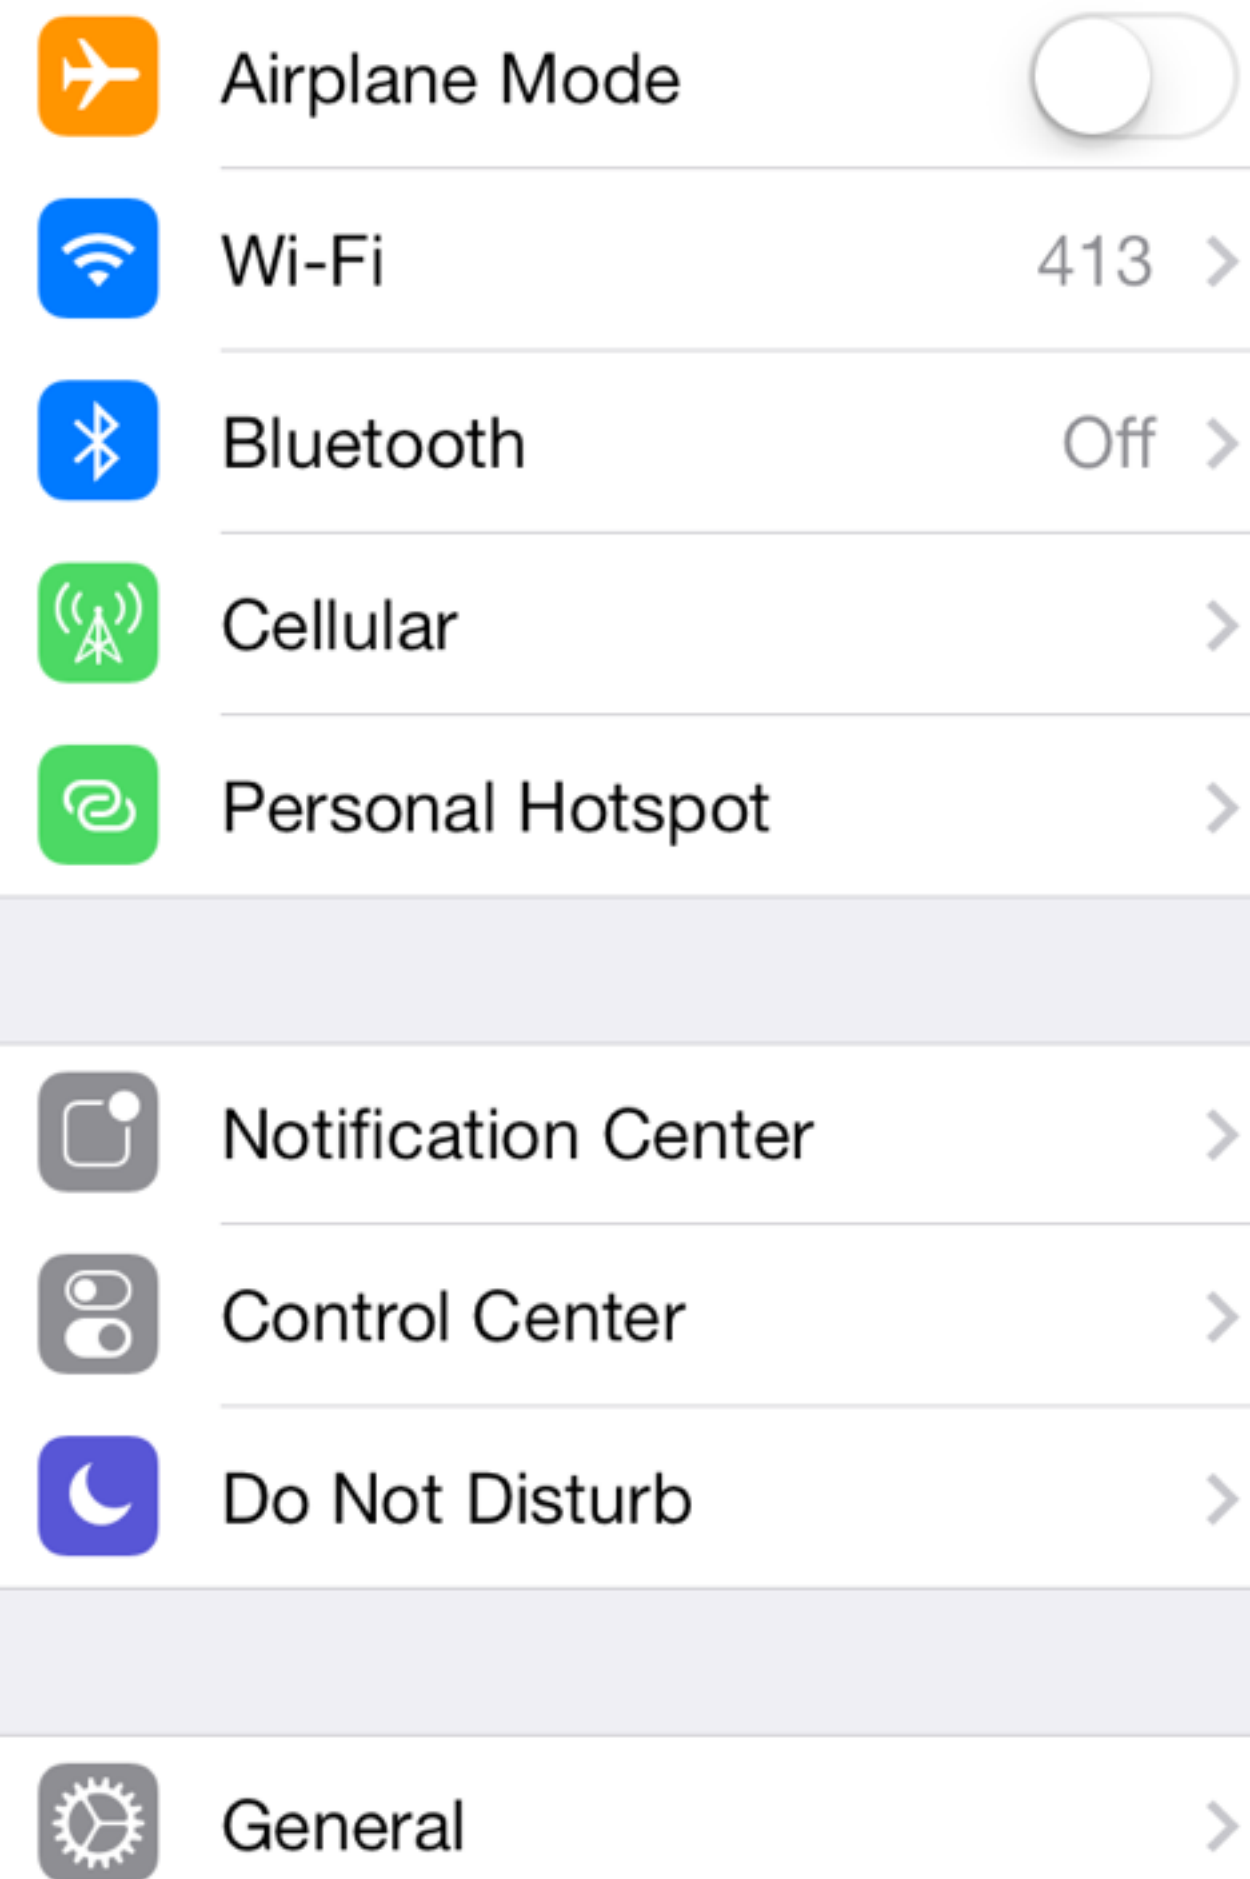 Airplane Mode
Wi-Fi 413
Bluetooth Off
Cellular
Personal Hotspot
Notification Center
Control Center
Do Not Disturb
General